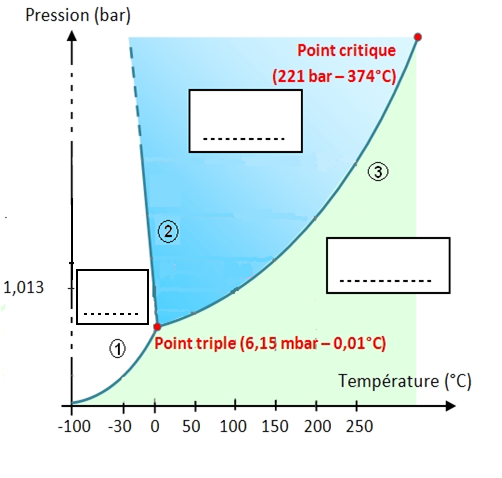 Pression (bar)
Point critique
(221 bar – 374°C)
③
②
1,013
①
Point triple (6,15 mbar – 0,01°C)
Température (°C)
-100 -30 0 50 100 150 200 250